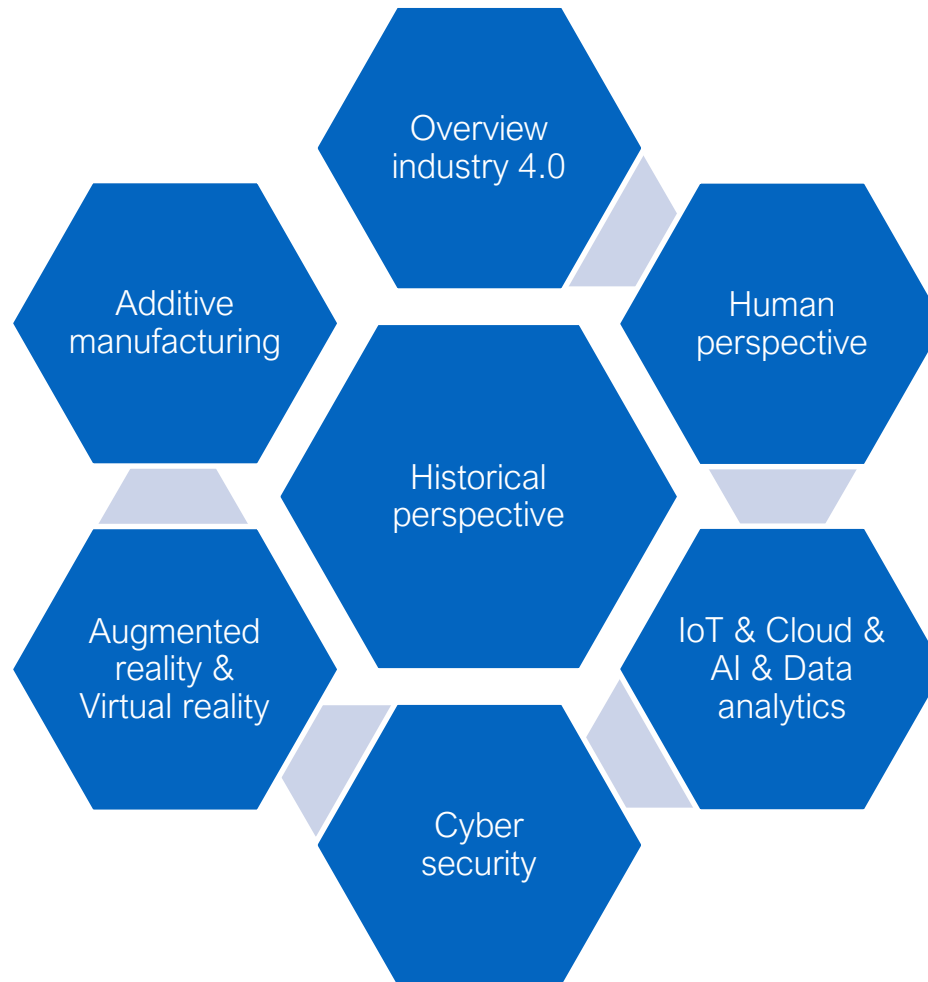 Overview
industry 4.0
Human
perspective
IoT & Cloud &
AI & Data
analytics
Cyber
security
Augmented
reality &
Virtual reality
Additive
manufacturing
Historical
perspective